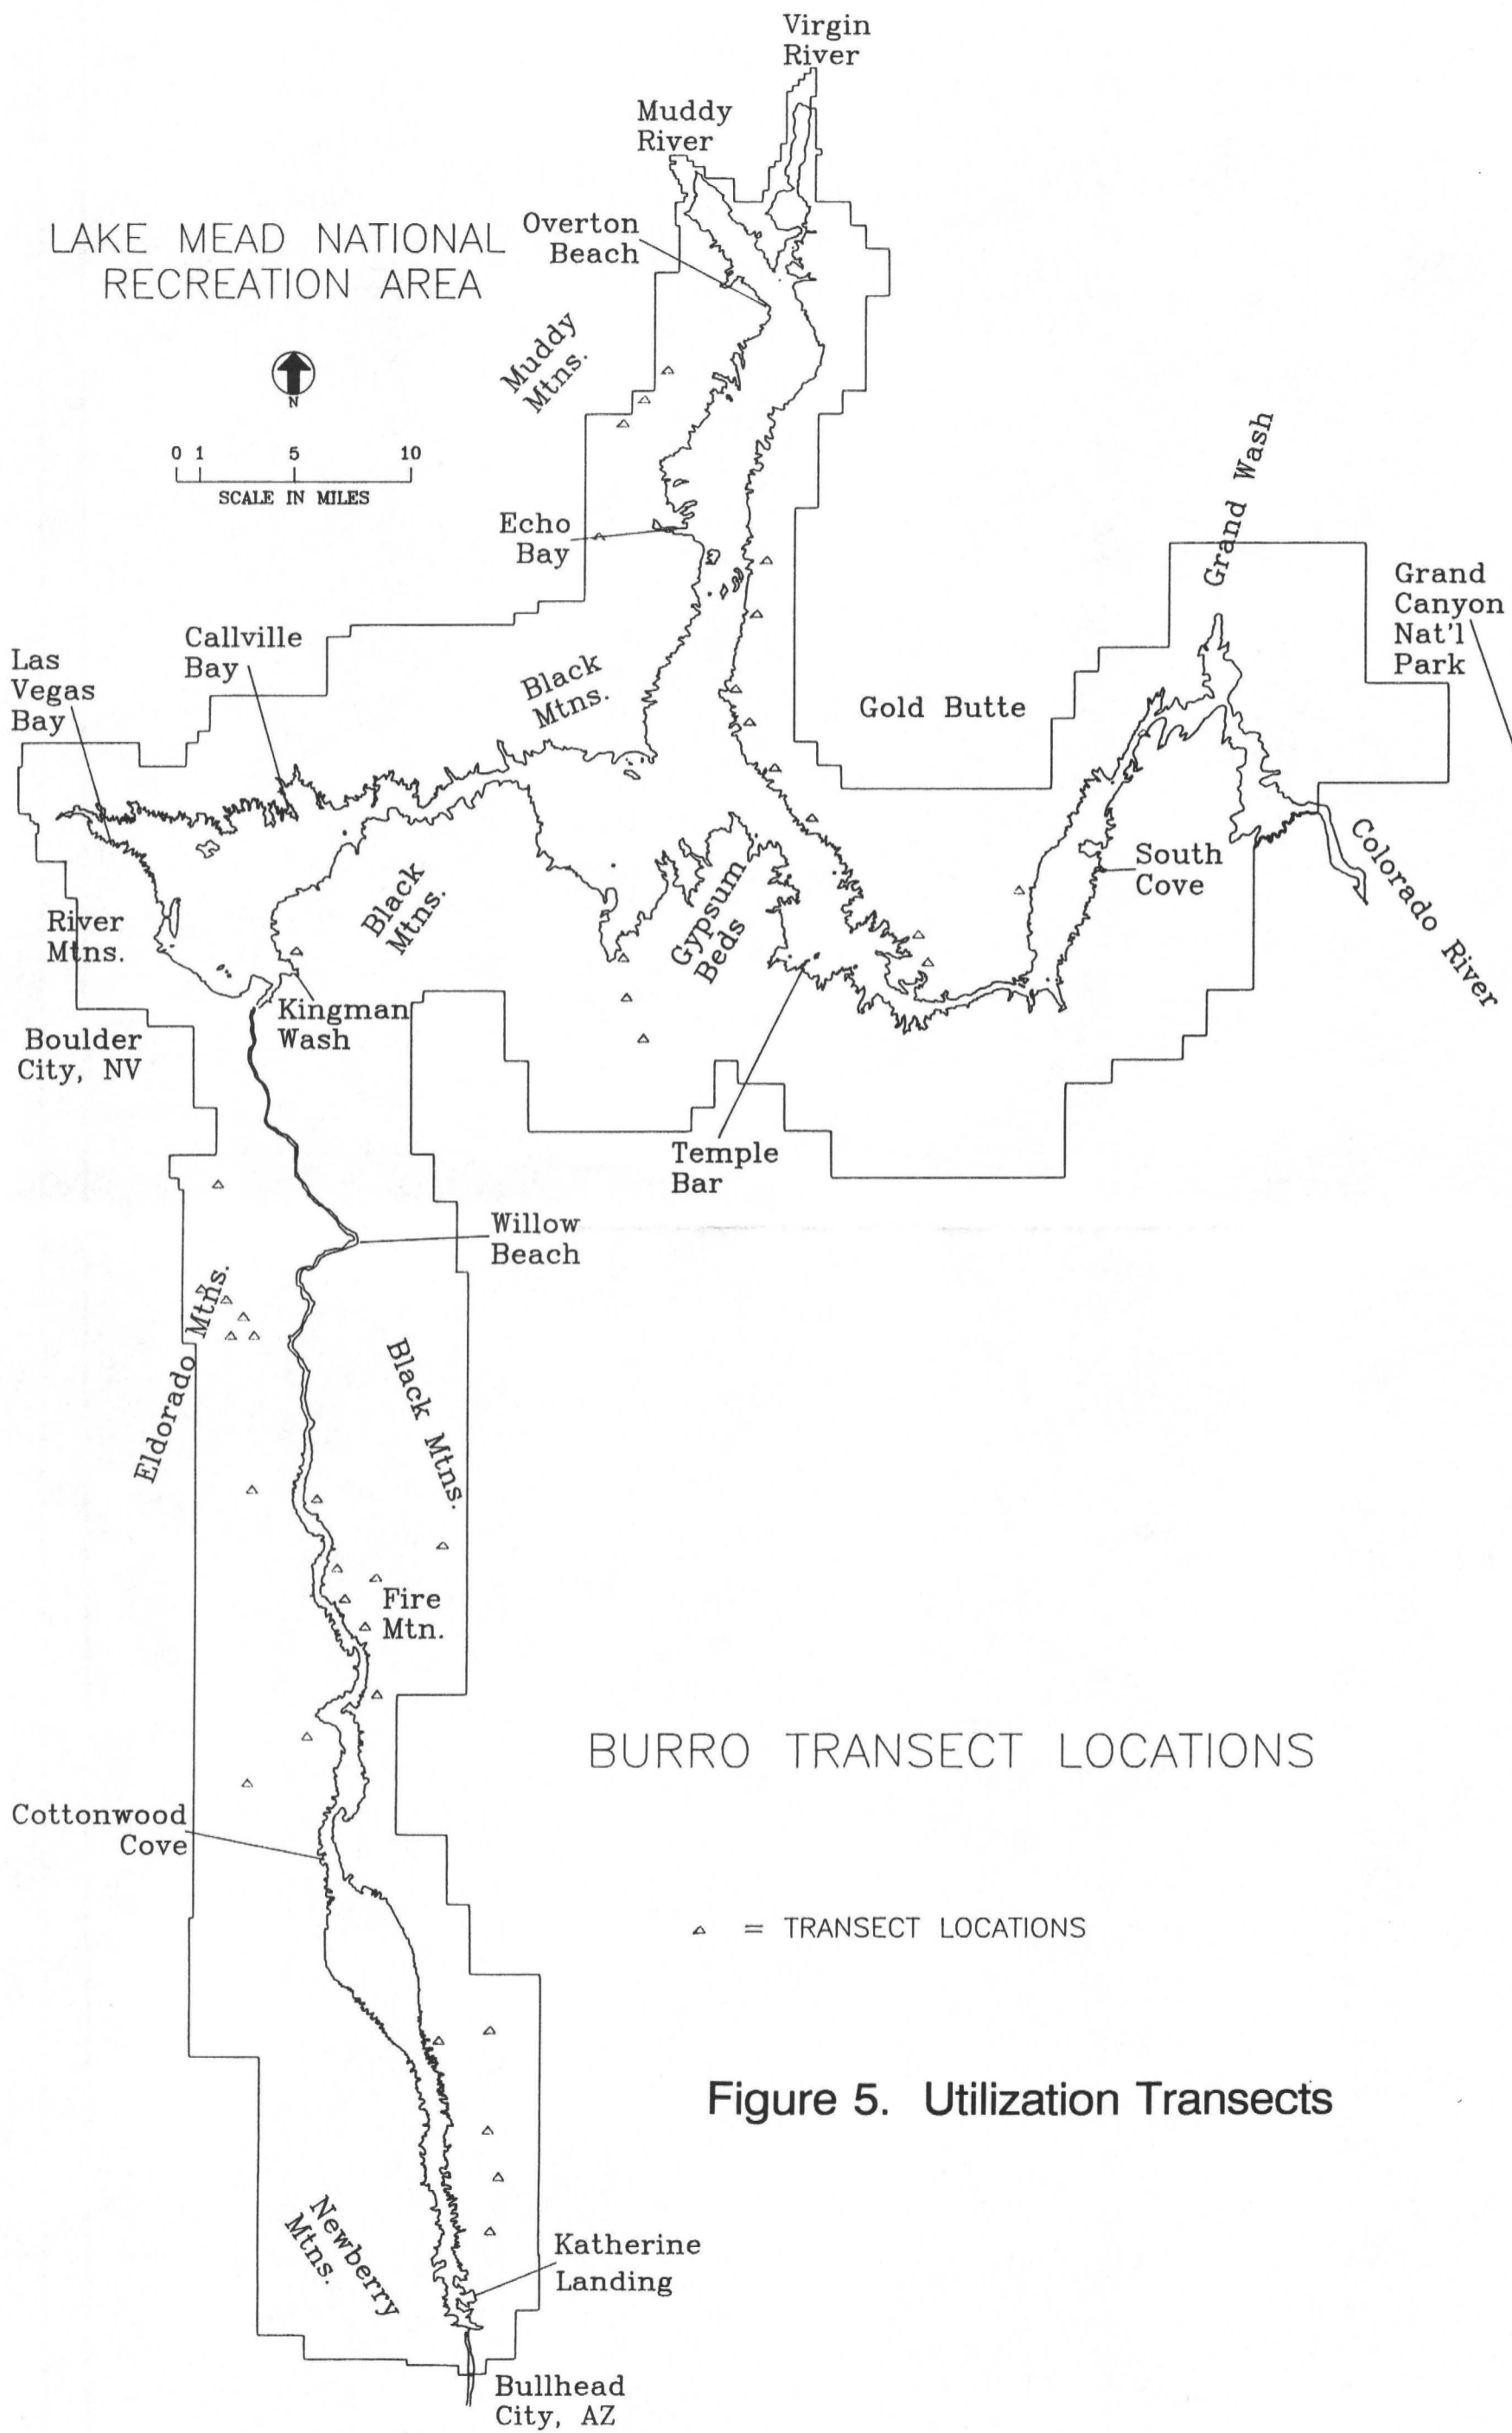 Virgin
River
Muddy
River
LAKE MEAD NATIONAL
RECREATION AREA
Overton
Beach
N
Muddy
Mtns.
0 1 5 10
SCALE IN MILES
Grand Wash
Echo
Bay
Grand
Canyon
Nat'l
Park
Callville
Bay
Las
Vegas
Bay
Black
Mtns.
Gold Butte
South
Cove
Colorado River
River
Mtns.
Black
Mtns.
Gypsum
Beds
Kingman
Wash
Boulder
City, NV
Temple
Bar
Willow
Beach
Eldorado Mtns.
Black Mtns.
Fire
Mtn.
BURRO TRANSECT LOCATIONS
Cottonwood
Cove
△ = TRANSECT LOCATIONS
Figure 5. Utilization Transects
Newberry
Mtns.
Katherine
Landing
Bullhead
City, AZ